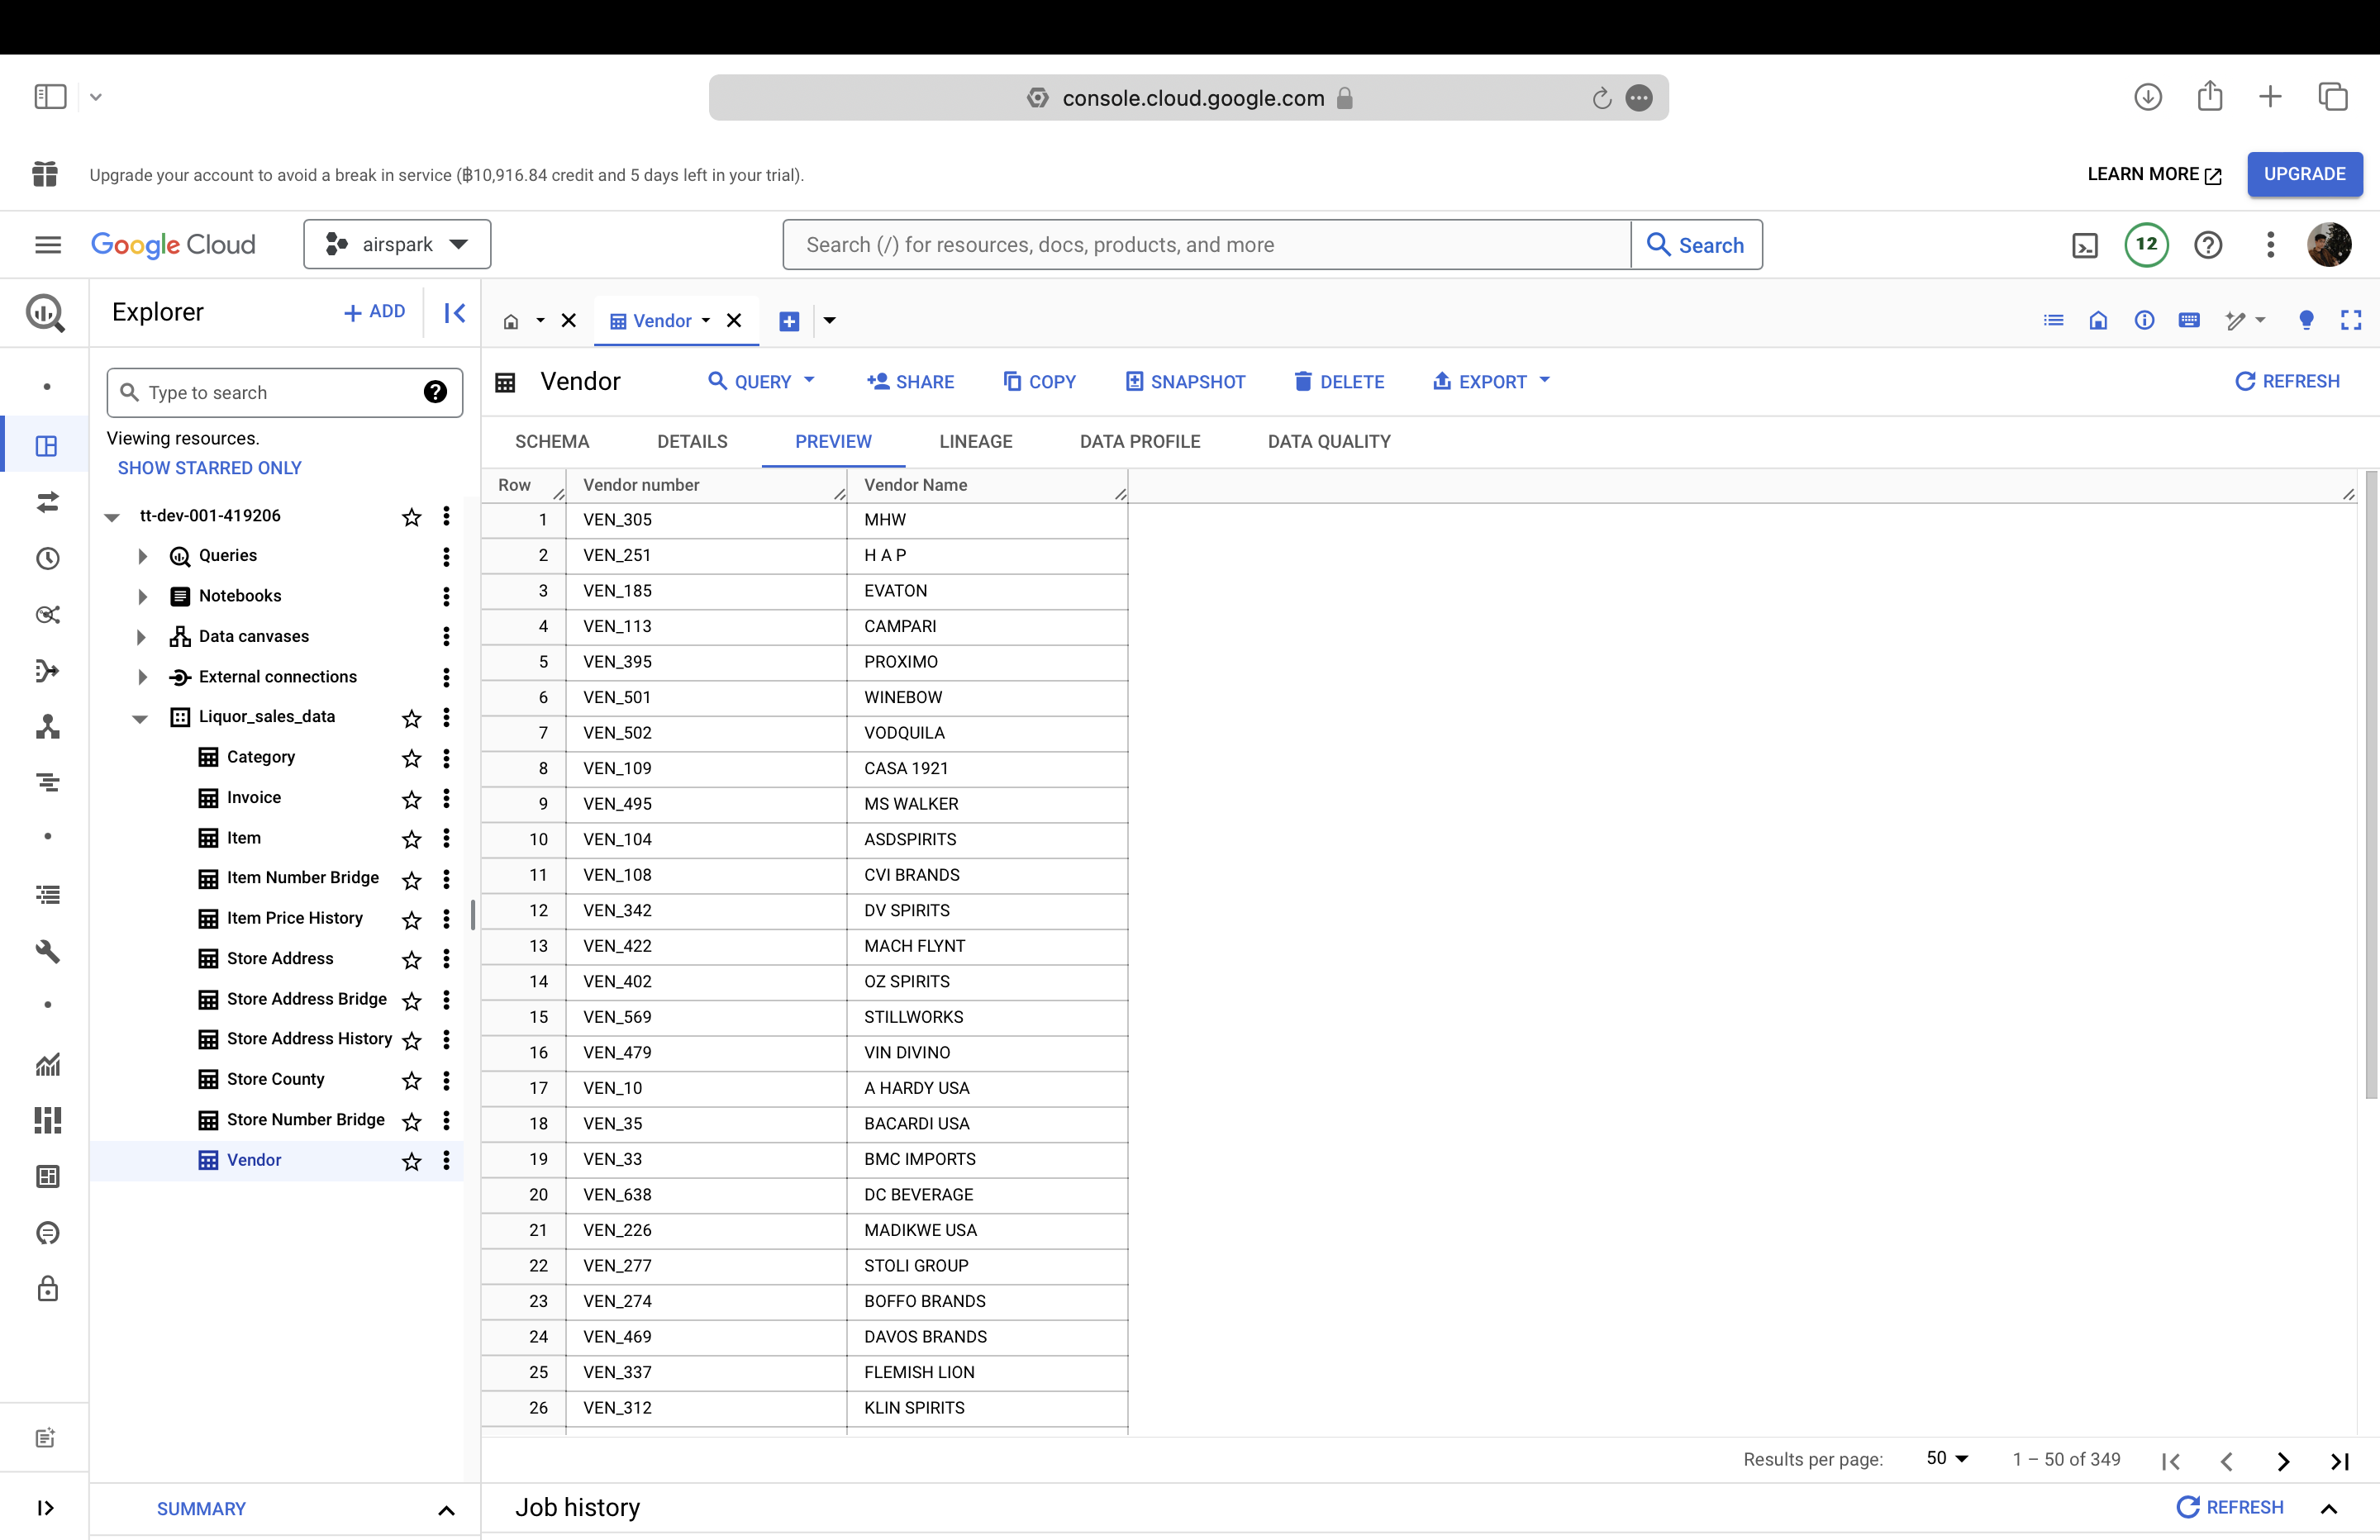 console.cloud.google.com
Upgrade your account to avoid a break in service (฿10,916.84 credit and 5 days left in your trial).
LEARN MORE
UPGRADE
Google Cloud
airspark
Search (/) for resources, docs, products, and more
Search
12
Explorer
+ ADD
Vendor
Type to search
Viewing resources.
SHOW STARRED ONLY
tt-dev-001-419206
Queries
Notebooks
Data canvases
External connections
Liquor_sales_data
Category
Invoice
Item
Item Number Bridge
Item Price History
Store Address
Store Address Bridge
Store Address History
Store County
Store Number Bridge
Vendor
SUMMARY
Vendor
QUERY
SHARE
COPY
SNAPSHOT
DELETE
EXPORT
REFRESH
SCHEMA DETAILS PREVIEW LINEAGE DATA PROFILE DATA QUALITY
Row Vendor number Vendor Name
1 VEN_305 MHW
2 VEN_251 H A P
3 VEN_185 EVATON
4 VEN_113 CAMPARI
5 VEN_395 PROXIMO
6 VEN_501 WINEBOW
7 VEN_502 VODQUILA
8 VEN_109 CASA 1921
9 VEN_495 MS WALKER
10 VEN_104 ASDSPIRITS
11 VEN_108 CVI BRANDS
12 VEN_342 DV SPIRITS
13 VEN_422 MACH FLYNT
14 VEN_402 OZ SPIRITS
15 VEN_569 STILLWORKS
16 VEN_479 VIN DIVINO
17 VEN_10 A HARDY USA
18 VEN_35 BACARDI USA
19 VEN_33 BMC IMPORTS
20 VEN_638 DC BEVERAGE
21 VEN_226 MADIKWE USA
22 VEN_277 STOLI GROUP
23 VEN_274 BOFFO BRANDS
24 VEN_469 DAVOS BRANDS
25 VEN_337 FLEMISH LION
26 VEN_312 KLIN SPIRITS
Results per page: 50 1 – 50 of 349
Job history
REFRESH